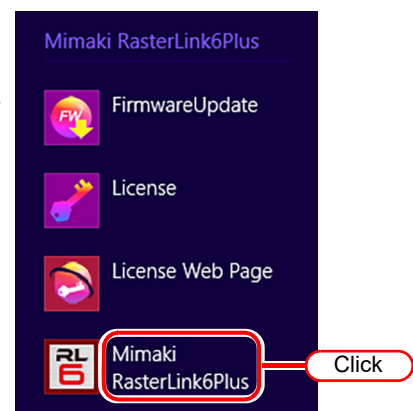 Mimaki RasterLink6Plus
FW
FirmwareUpdate
License
License Web Page
RL
6
Mimaki
RasterLink6Plus
Click